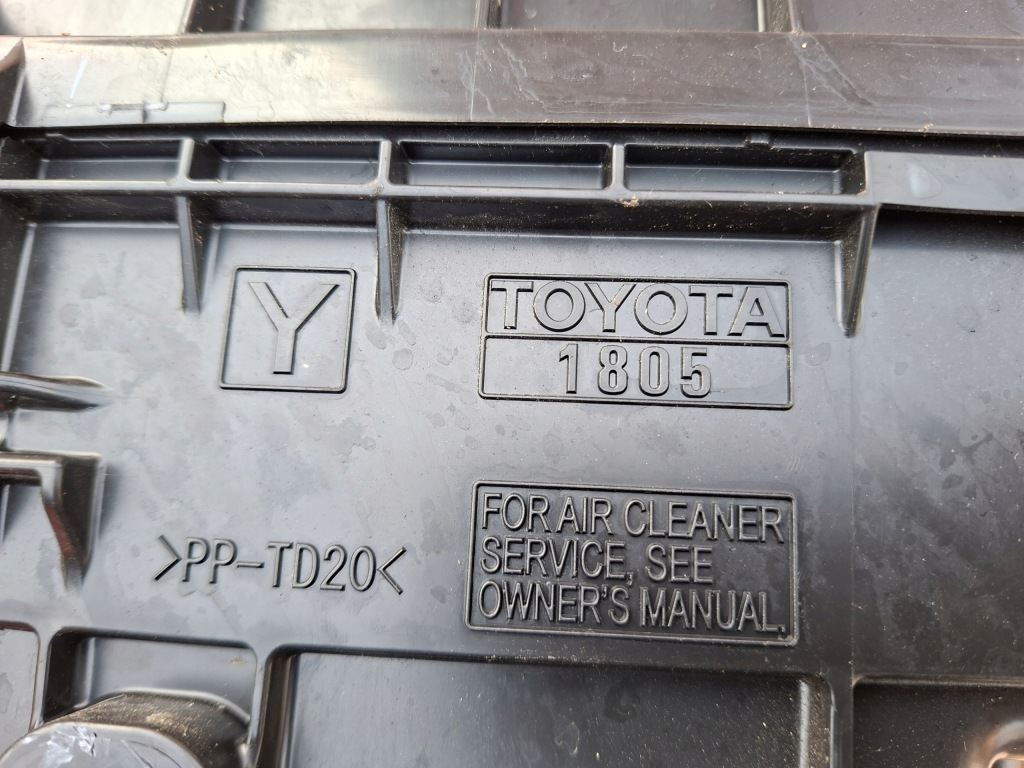 Y
TOYOTA
1805
FOR AIR CLEANER
SERVICE, SEE
OWNER'S MANUAL.
>PP-TD20<